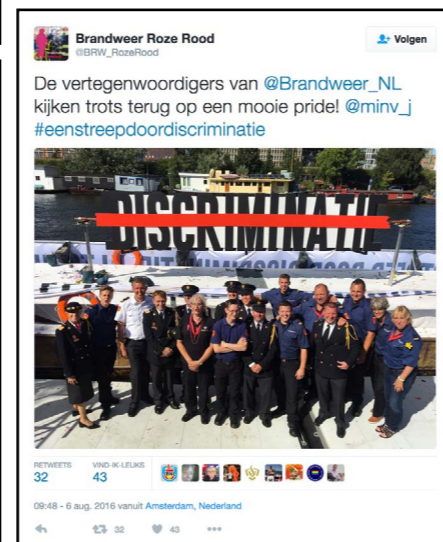 Brandweer Roze Rood
@BRW_RozeRood
Volgen
De vertegenwoordigers van @Brandweer_NL
kijken trots terug op een mooie pride! @minv_j
#eenstreepdoordiscriminatie
DISCRIMINATIE
RETWEETS
32
VIND-IK-LEUKS
43
09:48 - 6 aug. 2016 vanuit Amsterdam, Nederland
32
43